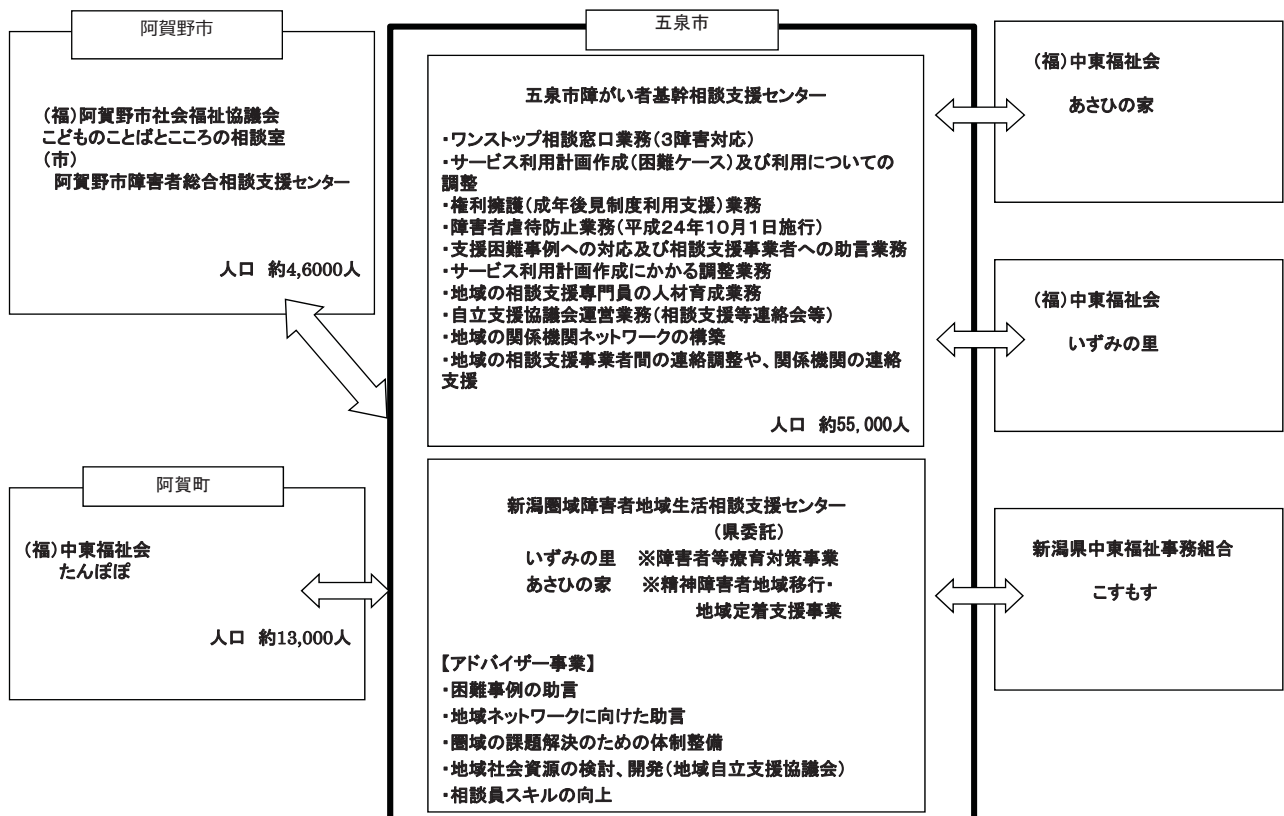 阿賀野市
(福)阿賀野市社会福祉協議会
こどものことばとこころの相談室
(市)
阿賀野市障害者総合相談支援センター
人口 約4,6000人
阿賀町
(福)中東福祉会
たんぽぽ
人口 約13,000人
五泉市
五泉市障がい者基幹相談支援センター
・ワンストップ相談窓口業務(3障害対応)
・サービス利用計画作成(困難ケース)及び利用についての
調整
・権利擁護(成年後見制度利用支援)業務
・障害者虐待防止業務(平成24年10月1日施行)
・支援困難事例への対応及び相談支援事業者への助言業務
・サービス利用計画作成にかかる調整業務
・地域の相談支援専門員の人材育成業務
・自立支援協議会運営業務(相談支援等連絡会等)
・地域の関係機関ネットワークの構築
・地域の相談支援事業者間の連絡調整や、関係機関の連絡
支援
人口 約55,000人
新潟圏域障害者地域生活相談支援センター
(県委託)
いずみの里 ※障害者等療育対策事業
あさひの家 ※精神障害者地域移行・
地域定着支援事業
【アドバイザー事業】
・困難事例の助言
・地域ネットワークに向けた助言
・圏域の課題解決のための体制整備
・地域社会資源の検討、開発(地域自立支援協議会)
・相談員スキルの向上
(福)中東福祉会
あさひの家
(福)中東福祉会
いずみの里
新潟県中東福祉事務組合
こすもす